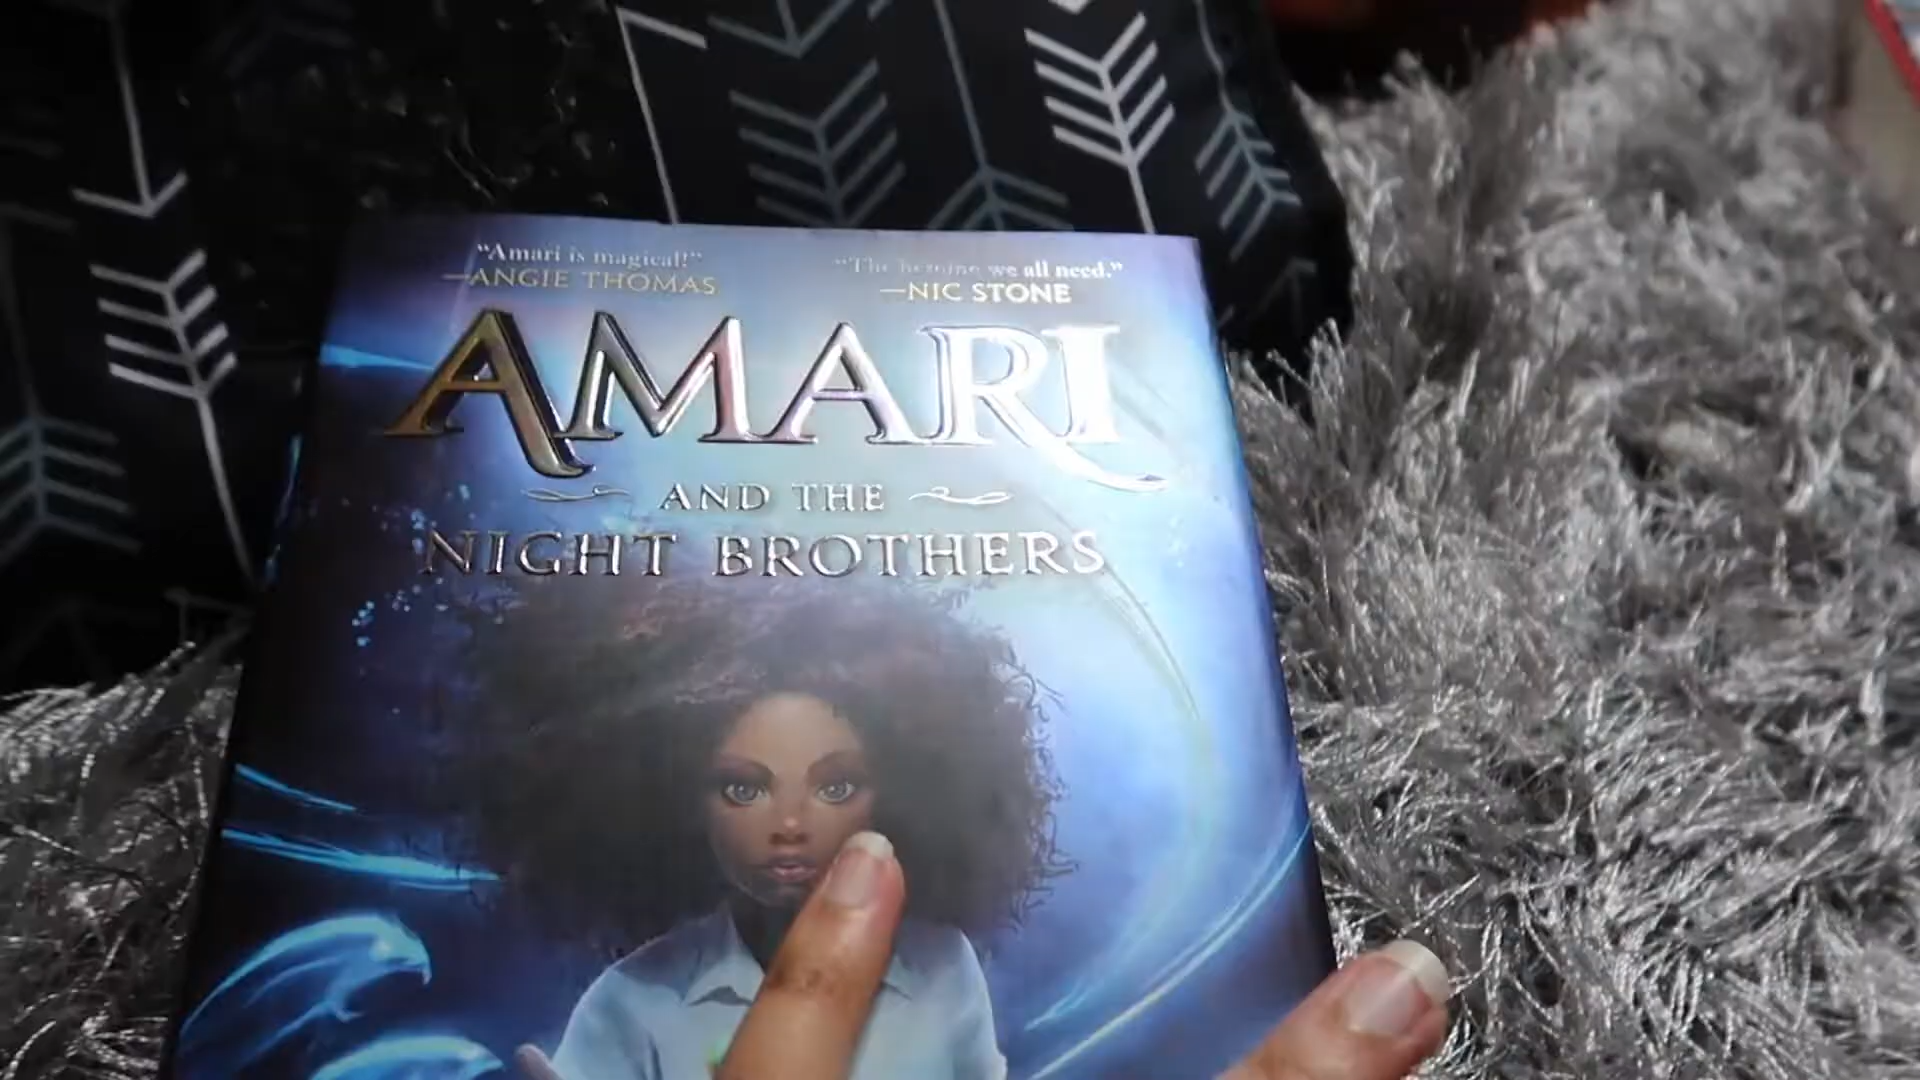 “Amari is magical!”
—ANGIE THOMAS
“The heroine we all need.”
—NIC STONE
AMARI
AND THE
NIGHT BROTHERS